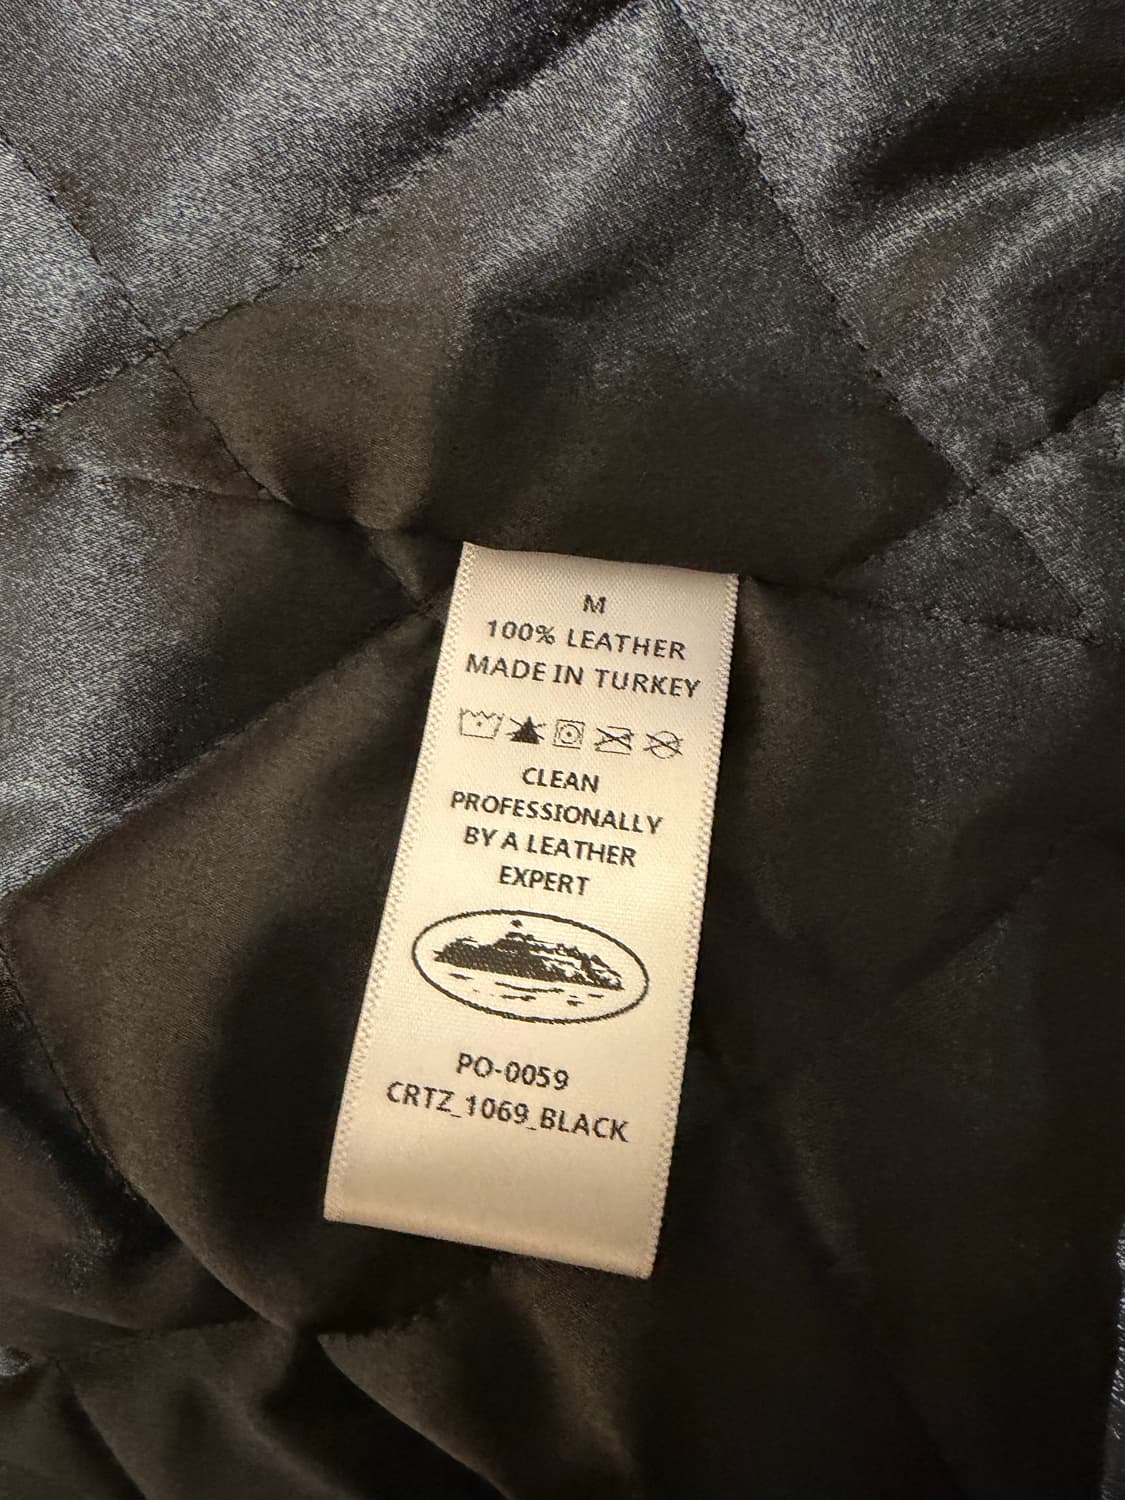 M
100% LEATHER
MADE IN TURKEY
CLEAN
PROFESSIONALLY
BY A LEATHER
EXPERT
PO-0059
CRTZ_1069_BLACK